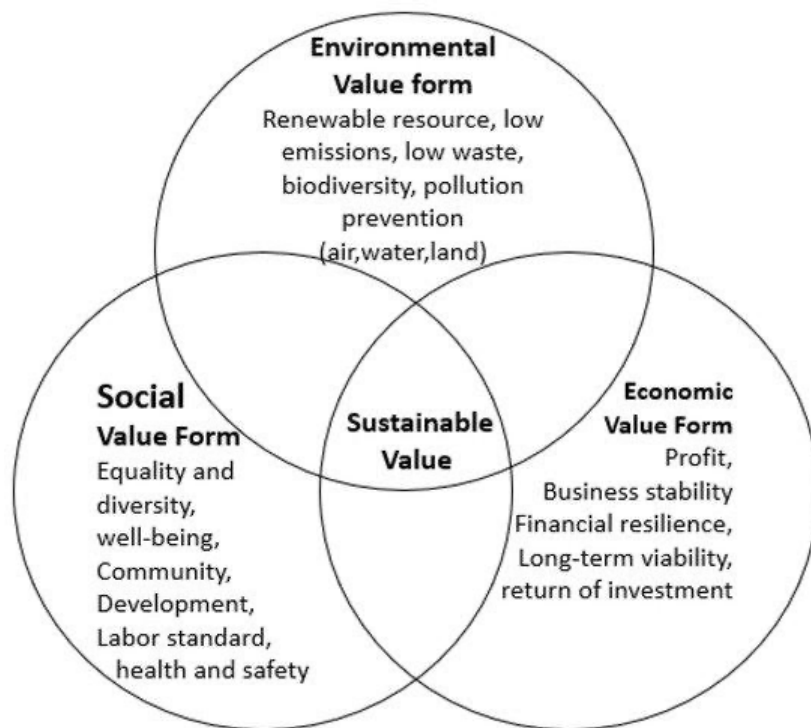 Environmental
Value form
Renewable resource, low
emissions, low waste,
biodiversity, pollution
prevention
(air,water,land)
Social
Value Form
Equality and
diversity,
well-being,
Community,
Development,
Labor standard,
health and safety
Sustainable
Value
Economic
Value Form
Profit,
Business stability
Financial resilience,
Long-term viability,
return of investment